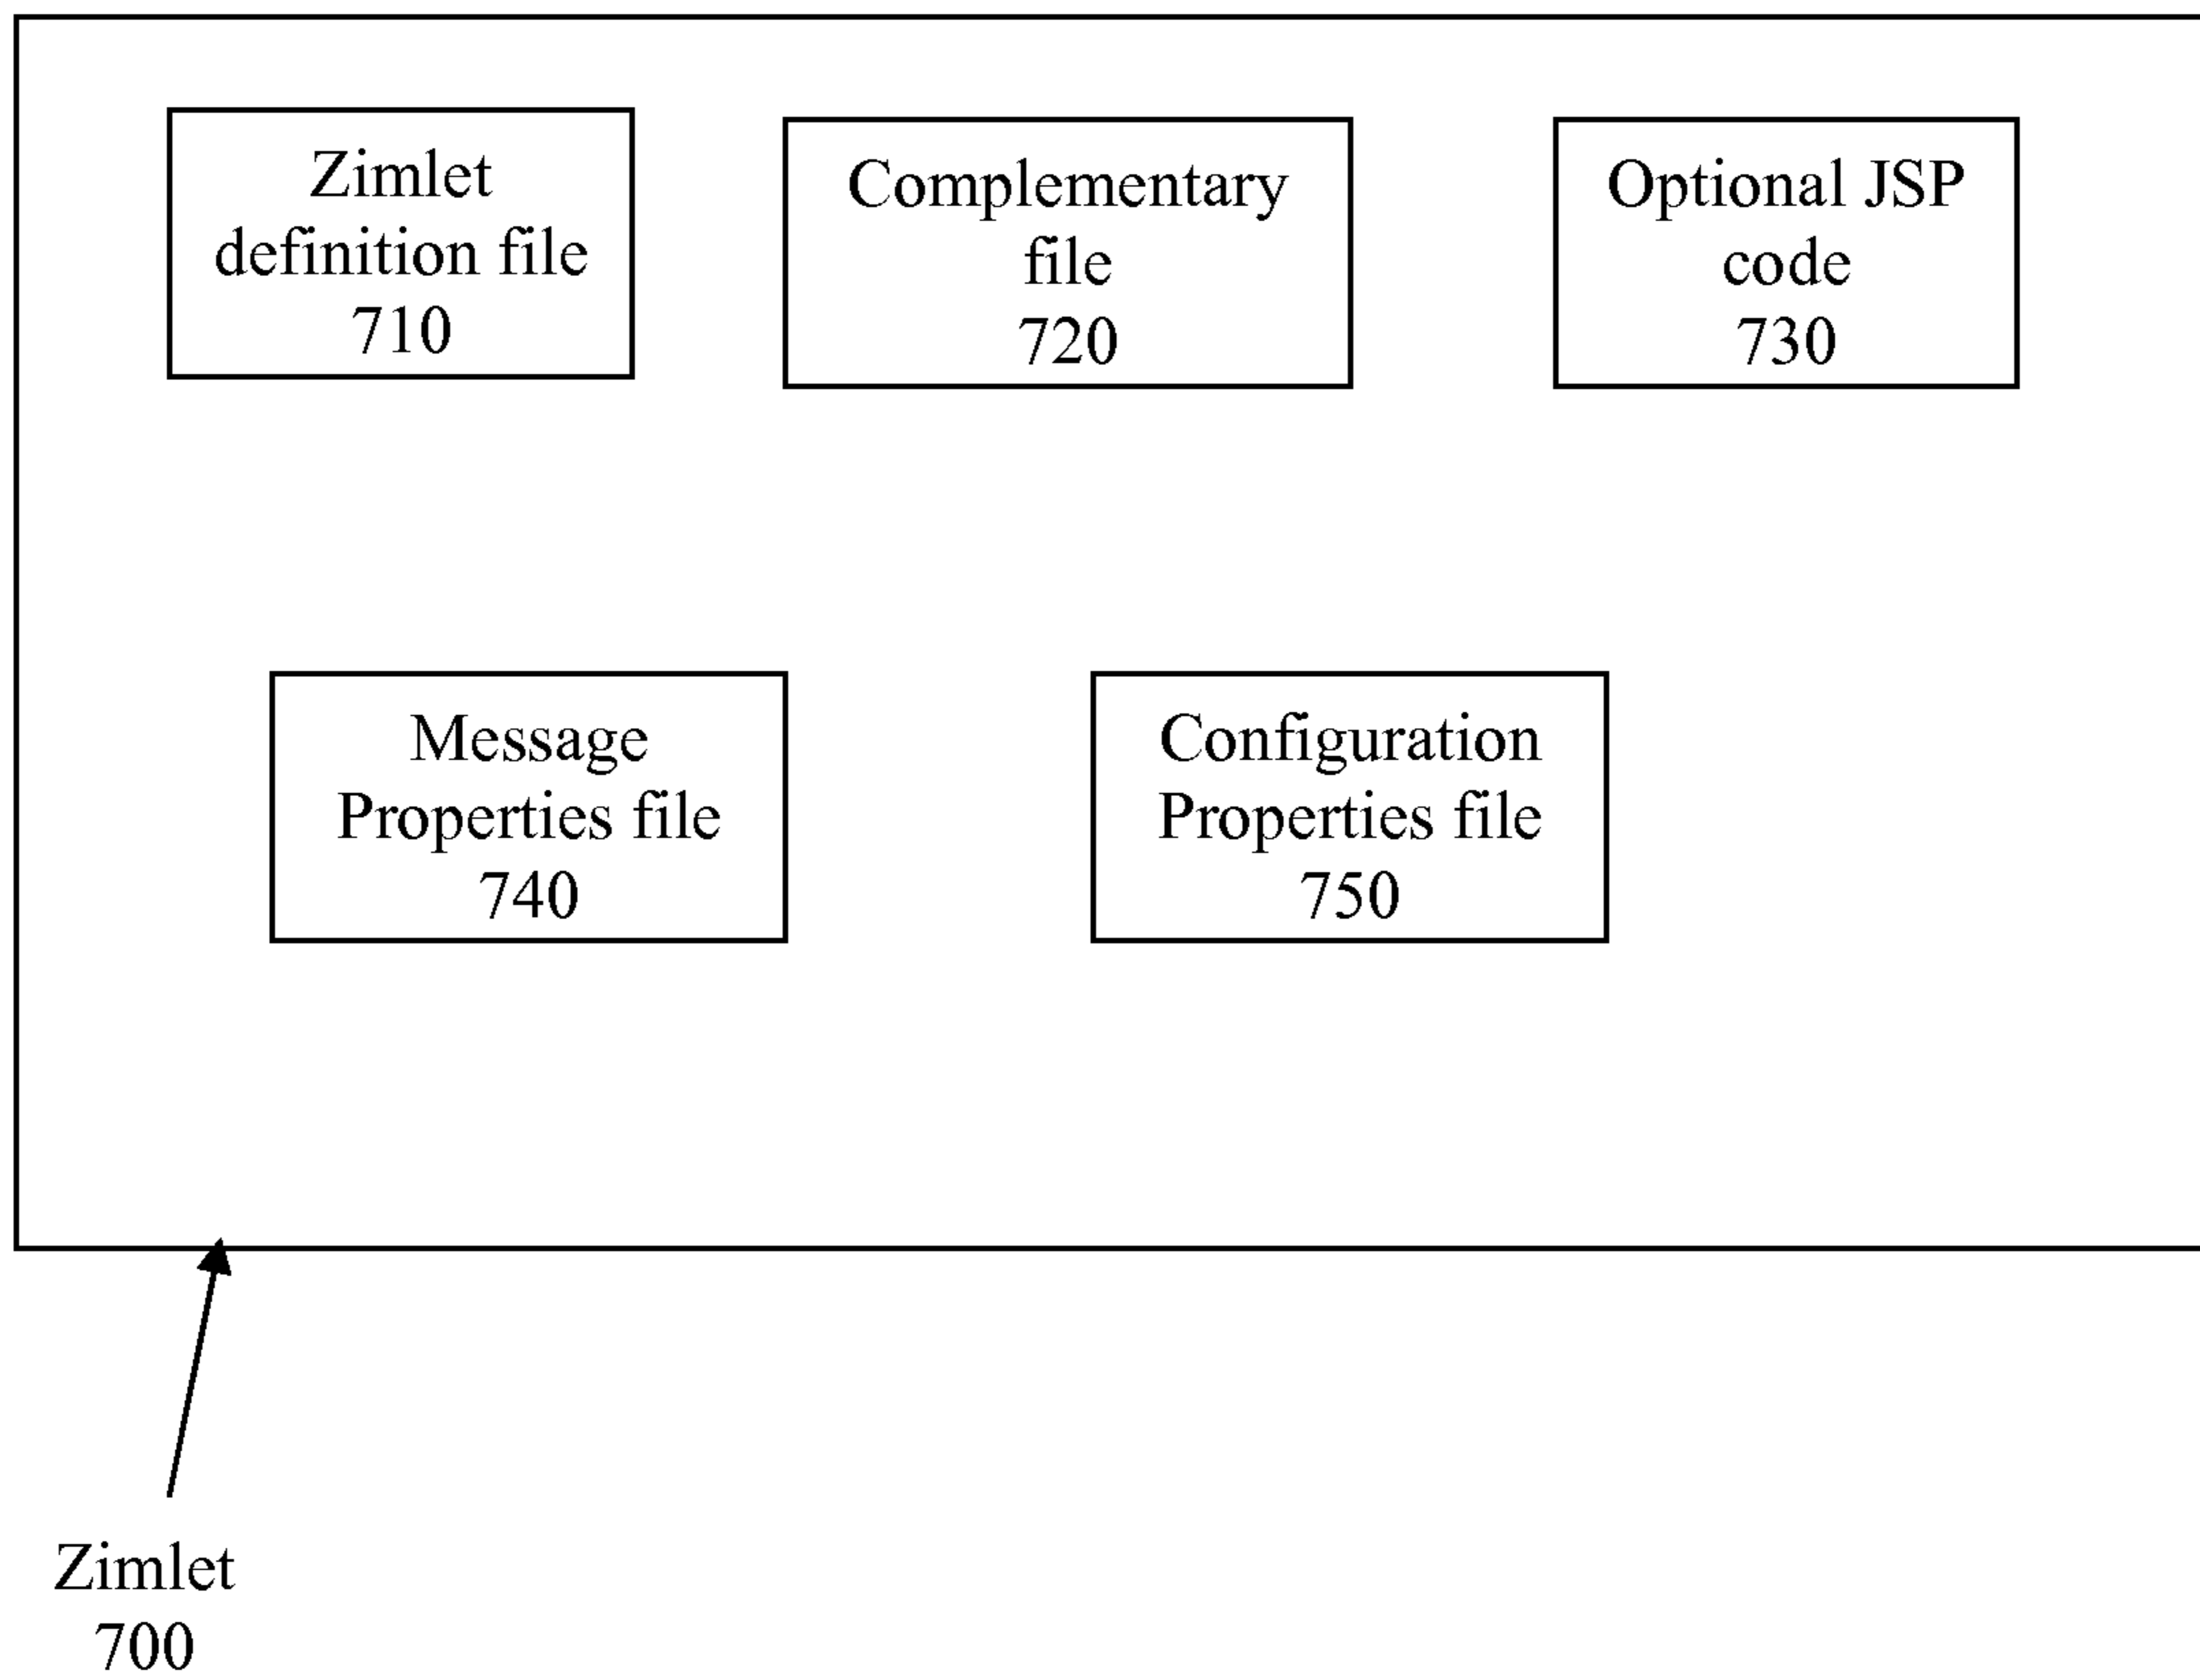 Zimlet
definition file
710
Complementary
file
720
Optional JSP
code
730
Message
Properties file
740
Configuration
Properties file
750
Zimlet
700